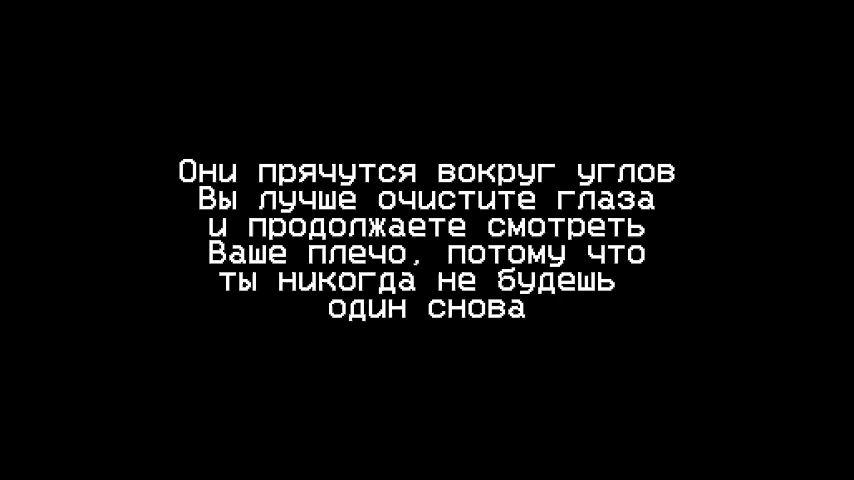 Они прячутся вокруг углов
Вы лучше очистите глаза
и продолжаете смотреть
Ваше плечо, потому что
ты никогда не будешь
один снова